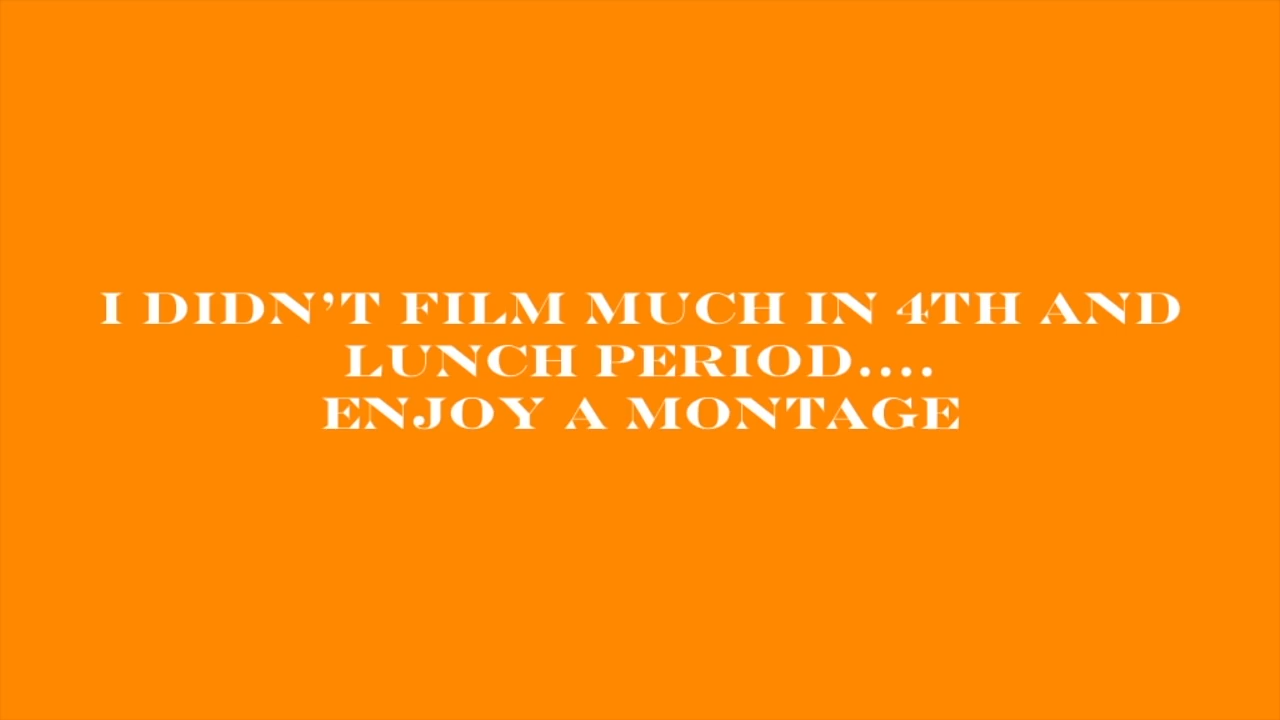 I DIDN'T FILM MUCH IN 4TH AND
LUNCH PERIOD....
ENJOY A MONTAGE